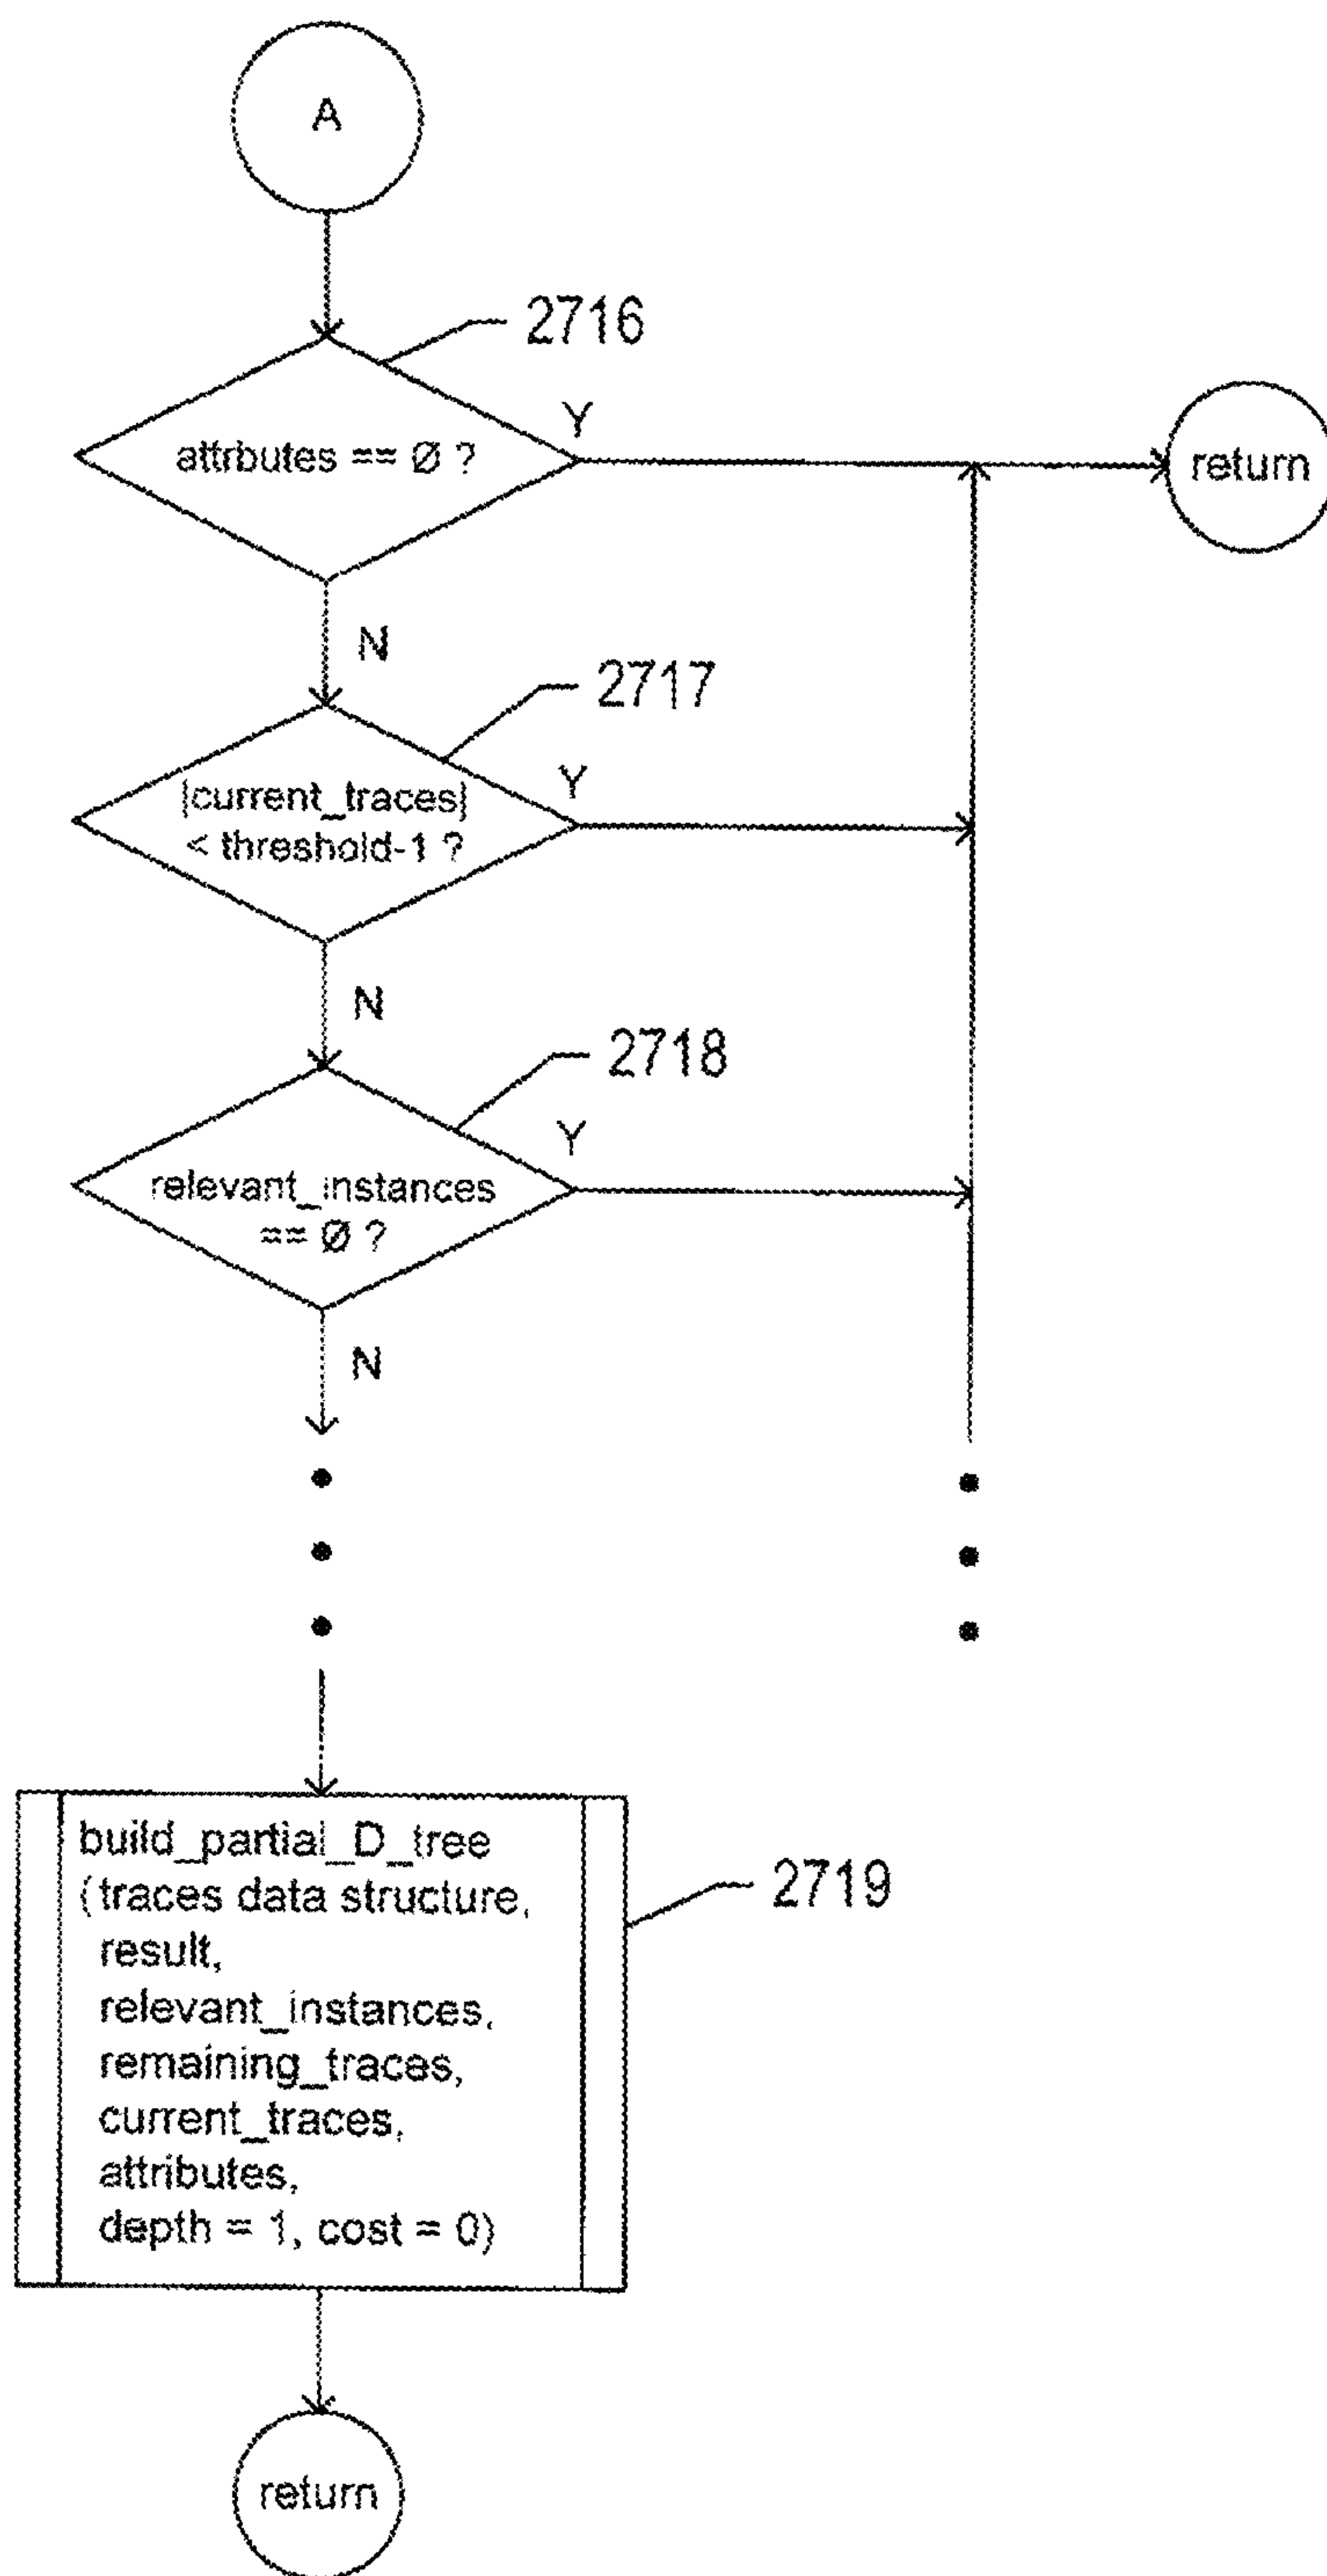 A
2716
Y
attrbutes == Ø ?
return
N
2717
Y
|current_traces|
< threshold-1 ?
N
2718
Y
relevant_instances
== Ø ?
N
build_partial_D_tree
(traces data structure,
result,
relevant_instances,
remaining_traces,
current_traces,
attributes,
depth = 1, cost = 0)
2719
return